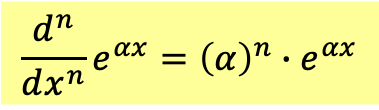 dⁿ/dxⁿ e^{αx} = (α)ⁿ · e^{αx}